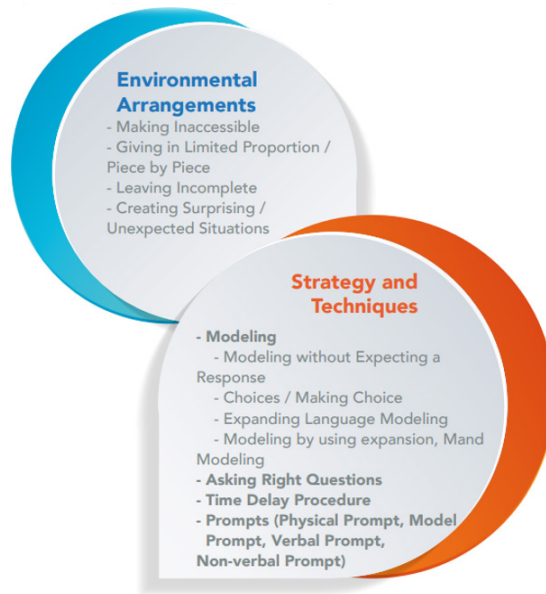 Environmental
Arrangements
- Making Inaccessible
- Giving in Limited Proportion /
Piece by Piece
- Leaving Incomplete
- Creating Surprising /
Unexpected Situations
Strategy and
Techniques
- Modeling
- Modeling without Expecting a
Response
- Choices / Making Choice
- Expanding Language Modeling
- Modeling by using expansion, Mand
Modeling
- Asking Right Questions
- Time Delay Procedure
- Prompts (Physical Prompt, Model
Prompt, Verbal Prompt,
Non-verbal Prompt)